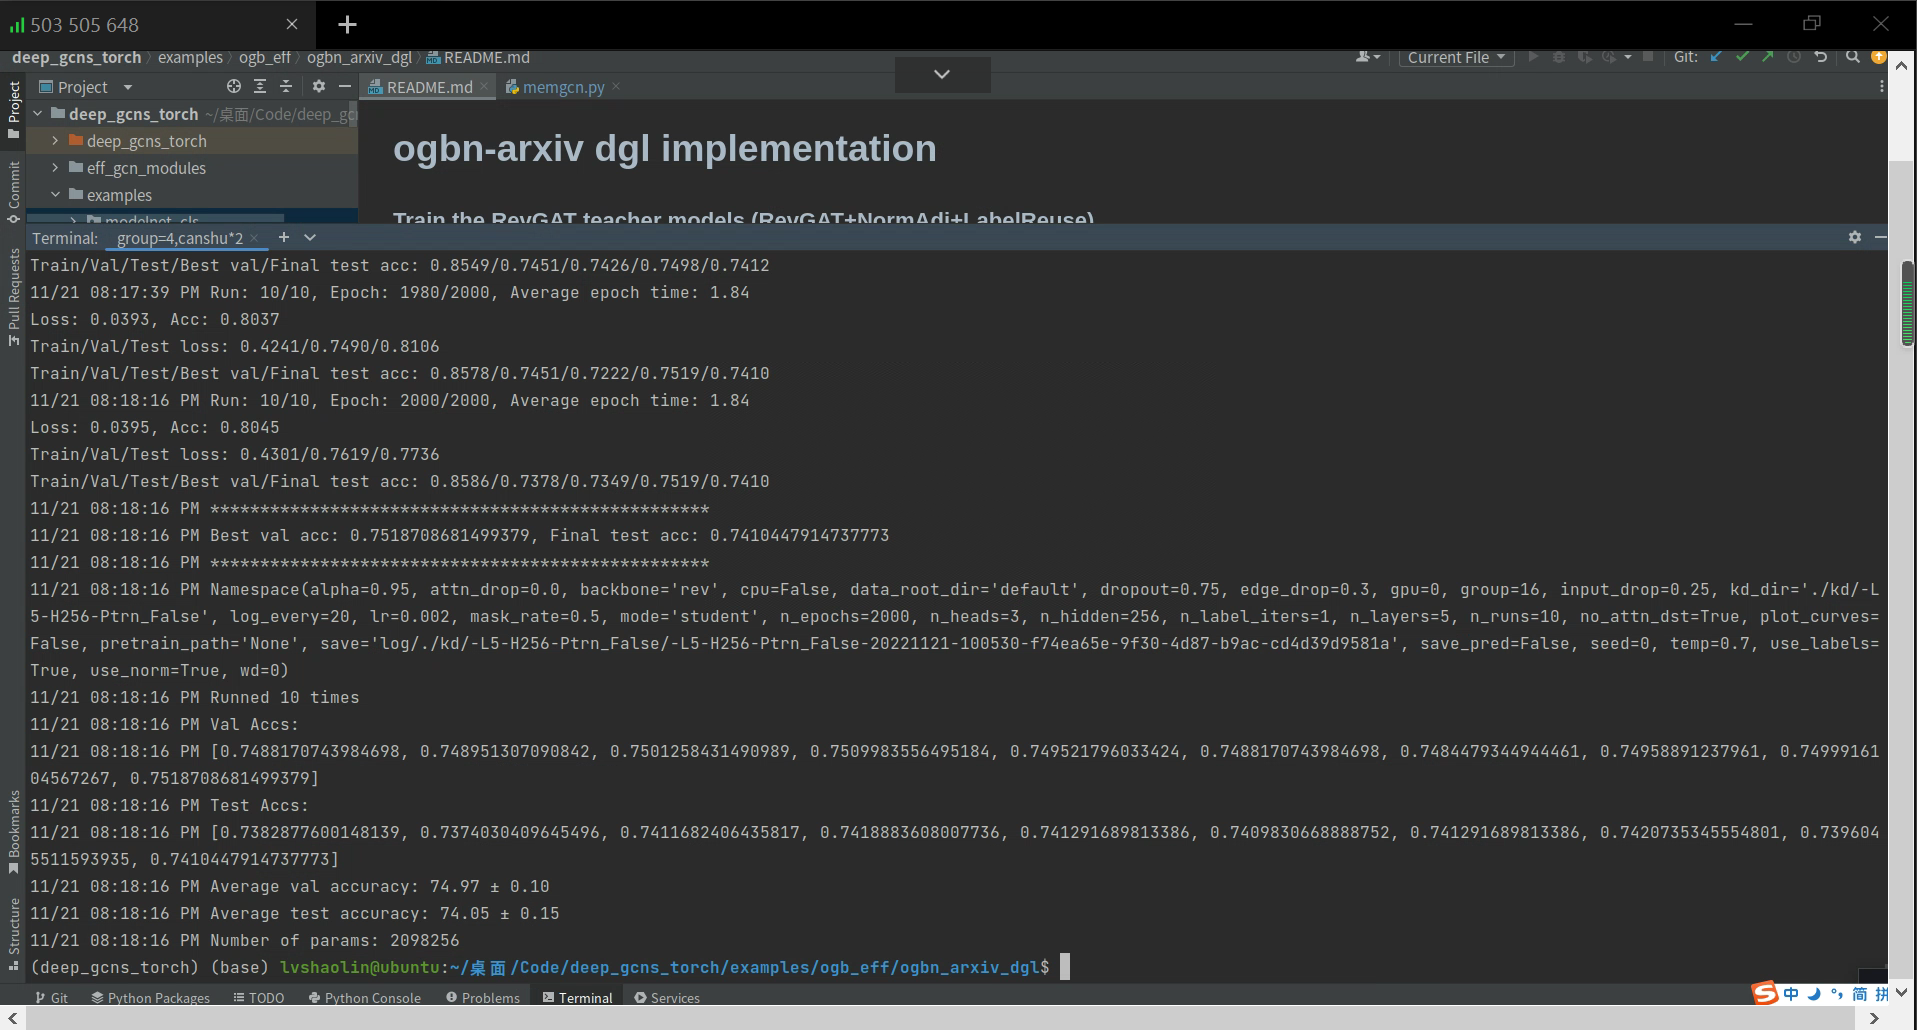 503 505 648
deep_gcns_torch › examples › ogb_eff › ogbn_arxiv_dgl › README.md
Current File
Git:
Project
README.md
memgcn.py
Project
deep_gcns_torch ~/桌面/Code/deep_gc
deep_gcns_torch
eff_gcn_modules
examples
modelnet_cls
Commit
Pull Requests
Bookmarks
Structure
ogbn-arxiv dgl implementation
Train the RevGAT teacher models (RevGAT+NormAdj+LabelReuse)
Terminal: group=4,canshu*2
Train/Val/Test/Best val/Final test acc: 0.8549/0.7451/0.7426/0.7498/0.7412
11/21 08:17:39 PM Run: 10/10, Epoch: 1980/2000, Average epoch time: 1.84
Loss: 0.0393, Acc: 0.8037
Train/Val/Test loss: 0.4241/0.7490/0.8106
Train/Val/Test/Best val/Final test acc: 0.8578/0.7451/0.7222/0.7519/0.7410
11/21 08:18:16 PM Run: 10/10, Epoch: 2000/2000, Average epoch time: 1.84
Loss: 0.0395, Acc: 0.8045
Train/Val/Test loss: 0.4301/0.7619/0.7736
Train/Val/Test/Best val/Final test acc: 0.8586/0.7378/0.7349/0.7519/0.7410
11/21 08:18:16 PM **************************************************
11/21 08:18:16 PM Best val acc: 0.7518708681499379, Final test acc: 0.7410447914737773
11/21 08:18:16 PM **************************************************
11/21 08:18:16 PM Namespace(alpha=0.95, attn_drop=0.0, backbone='rev', cpu=False, data_root_dir='default', dropout=0.75, edge_drop=0.3, gpu=0, group=16, input_drop=0.25, kd_dir='./kd/-L
5-H256-Ptrn_False', log_every=20, lr=0.002, mask_rate=0.5, mode='student', n_epochs=2000, n_heads=3, n_hidden=256, n_label_iters=1, n_layers=5, n_runs=10, no_attn_dst=True, plot_curves=
False, pretrain_path='None', save='log/./kd/-L5-H256-Ptrn_False/-L5-H256-Ptrn_False-20221121-100530-f74ea65e-9f30-4d87-b9ac-cd4d39d9581a', save_pred=False, seed=0, temp=0.7, use_labels=
True, use_norm=True, wd=0)
11/21 08:18:16 PM Runned 10 times
11/21 08:18:16 PM Val Accs:
11/21 08:18:16 PM [0.7488170743984698, 0.748951307090842, 0.7501258431490989, 0.7509983556495184, 0.749521796033424, 0.7488170743984698, 0.7484479344944461, 0.74958891237961, 0.74999161
04567267, 0.7518708681499379]
11/21 08:18:16 PM Test Accs:
11/21 08:18:16 PM [0.7382877600148139, 0.7374030409645496, 0.7411682406435817, 0.7418883608007736, 0.741291689813386, 0.7409830668888752, 0.741291689813386, 0.7420735345554801, 0.739604
5511593935, 0.7410447914737773]
11/21 08:18:16 PM Average val accuracy: 74.97 ± 0.10
11/21 08:18:16 PM Average test accuracy: 74.05 ± 0.15
11/21 08:18:16 PM Number of params: 2098256
(deep_gcns_torch) (base) lvshaolin@ubuntu:~/桌面/Code/deep_gcns_torch/examples/ogb_eff/ogbn_arxiv_dgl$
Git
Python Packages
TODO
Python Console
Problems
Terminal
Services
中
简 拼